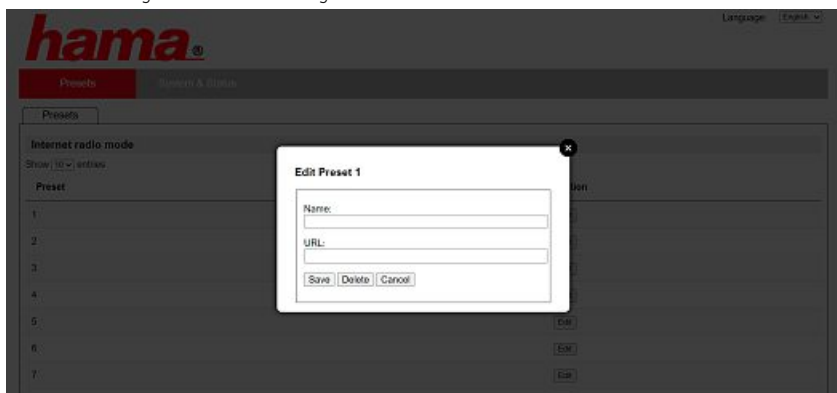 Language: English
hama®
Presets System & Status
Presets
Internet radio mode
Show 10 entries
Preset
Edit Preset 1
Name:
URL:
Save Delete Cancel
1
2
3
4
5 Edit
6 Edit
7 Edit